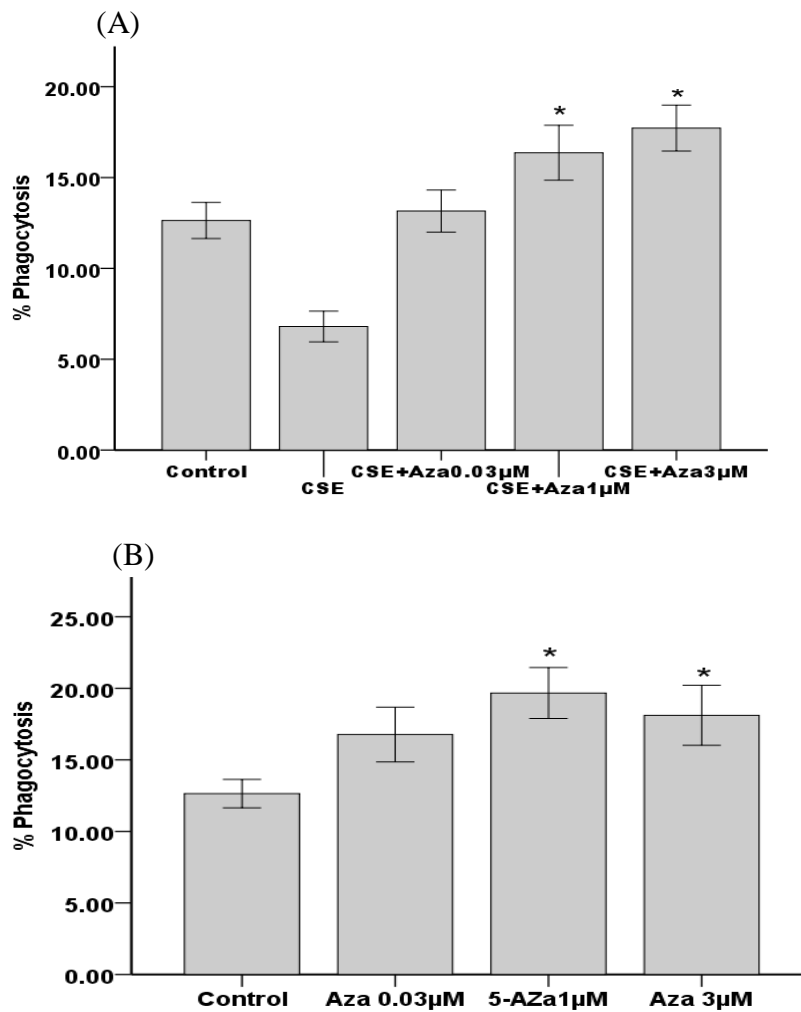 (A)
% Phagocytosis
20.00
15.00
10.00
5.00
0.00
*
*
Control
CSE
CSE+Aza0.03µM
CSE+Aza1µM
CSE+Aza3µM
(B)
% Phagocytosis
25.00
20.00
15.00
10.00
5.00
0.00
*
*
Control
Aza 0.03µM
5-AZa1µM
Aza 3µM